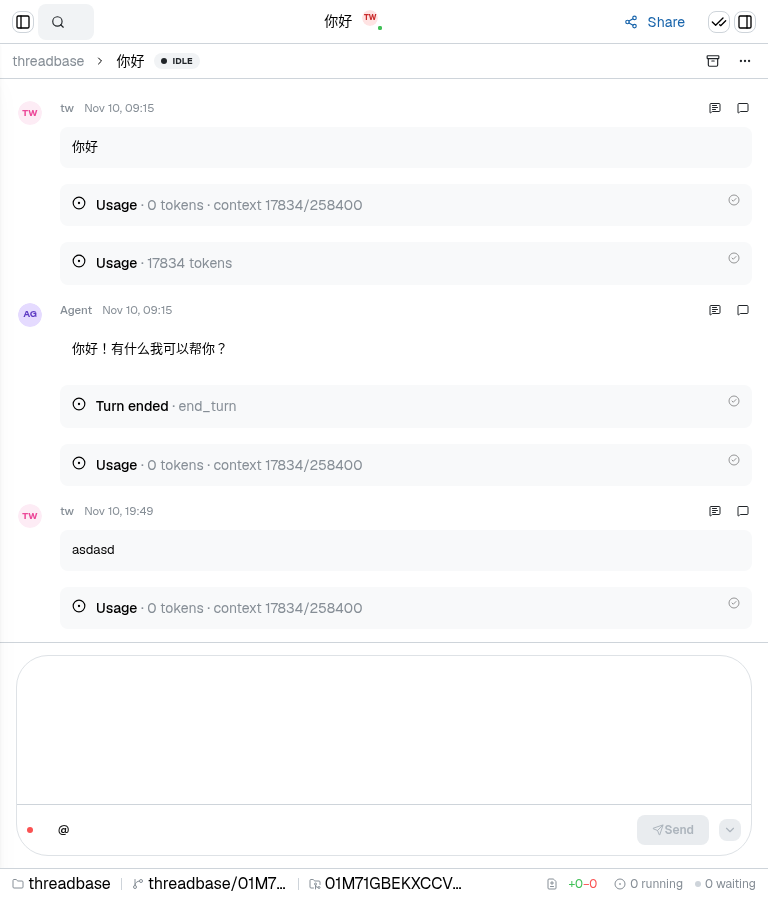 你好 TW Share
threadbase > 你好 IDLE
TW tw Nov 10, 09:15
你好
Usage · 0 tokens · context 17834/258400
Usage · 17834 tokens
AG Agent Nov 10, 09:15
你好！有什么我可以帮你？
Turn ended · end_turn
Usage · 0 tokens · context 17834/258400
TW tw Nov 10, 19:49
asdasd
Usage · 0 tokens · context 17834/258400
@ Send
threadbase threadbase/01M7... 01M71GBEKXCCV... +0−0 0 running 0 waiting